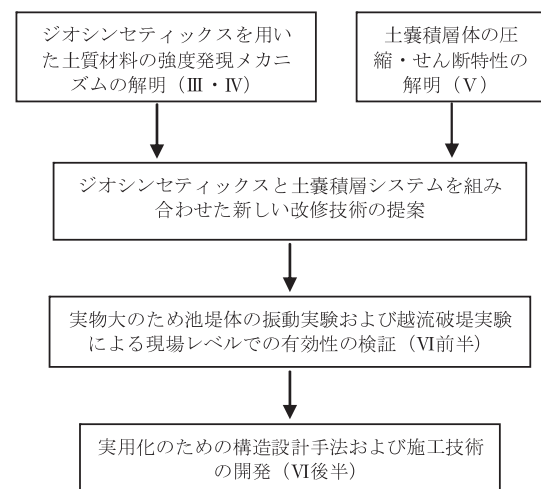 ジオシンセティックスを用い
た土質材料の強度発現メカニ
ズムの解明（Ⅲ・Ⅳ）
土嚢積層体の圧
縮・せん断特性の
解明（Ⅴ）
ジオシンセティックスと土嚢積層システムを組み
合わせた新しい改修技術の提案
実物大のため池堤体の振動実験および越流破堤実験
による現場レベルでの有効性の検証（Ⅵ前半）
実用化のための構造設計手法および施工技術
の開発（Ⅵ後半）